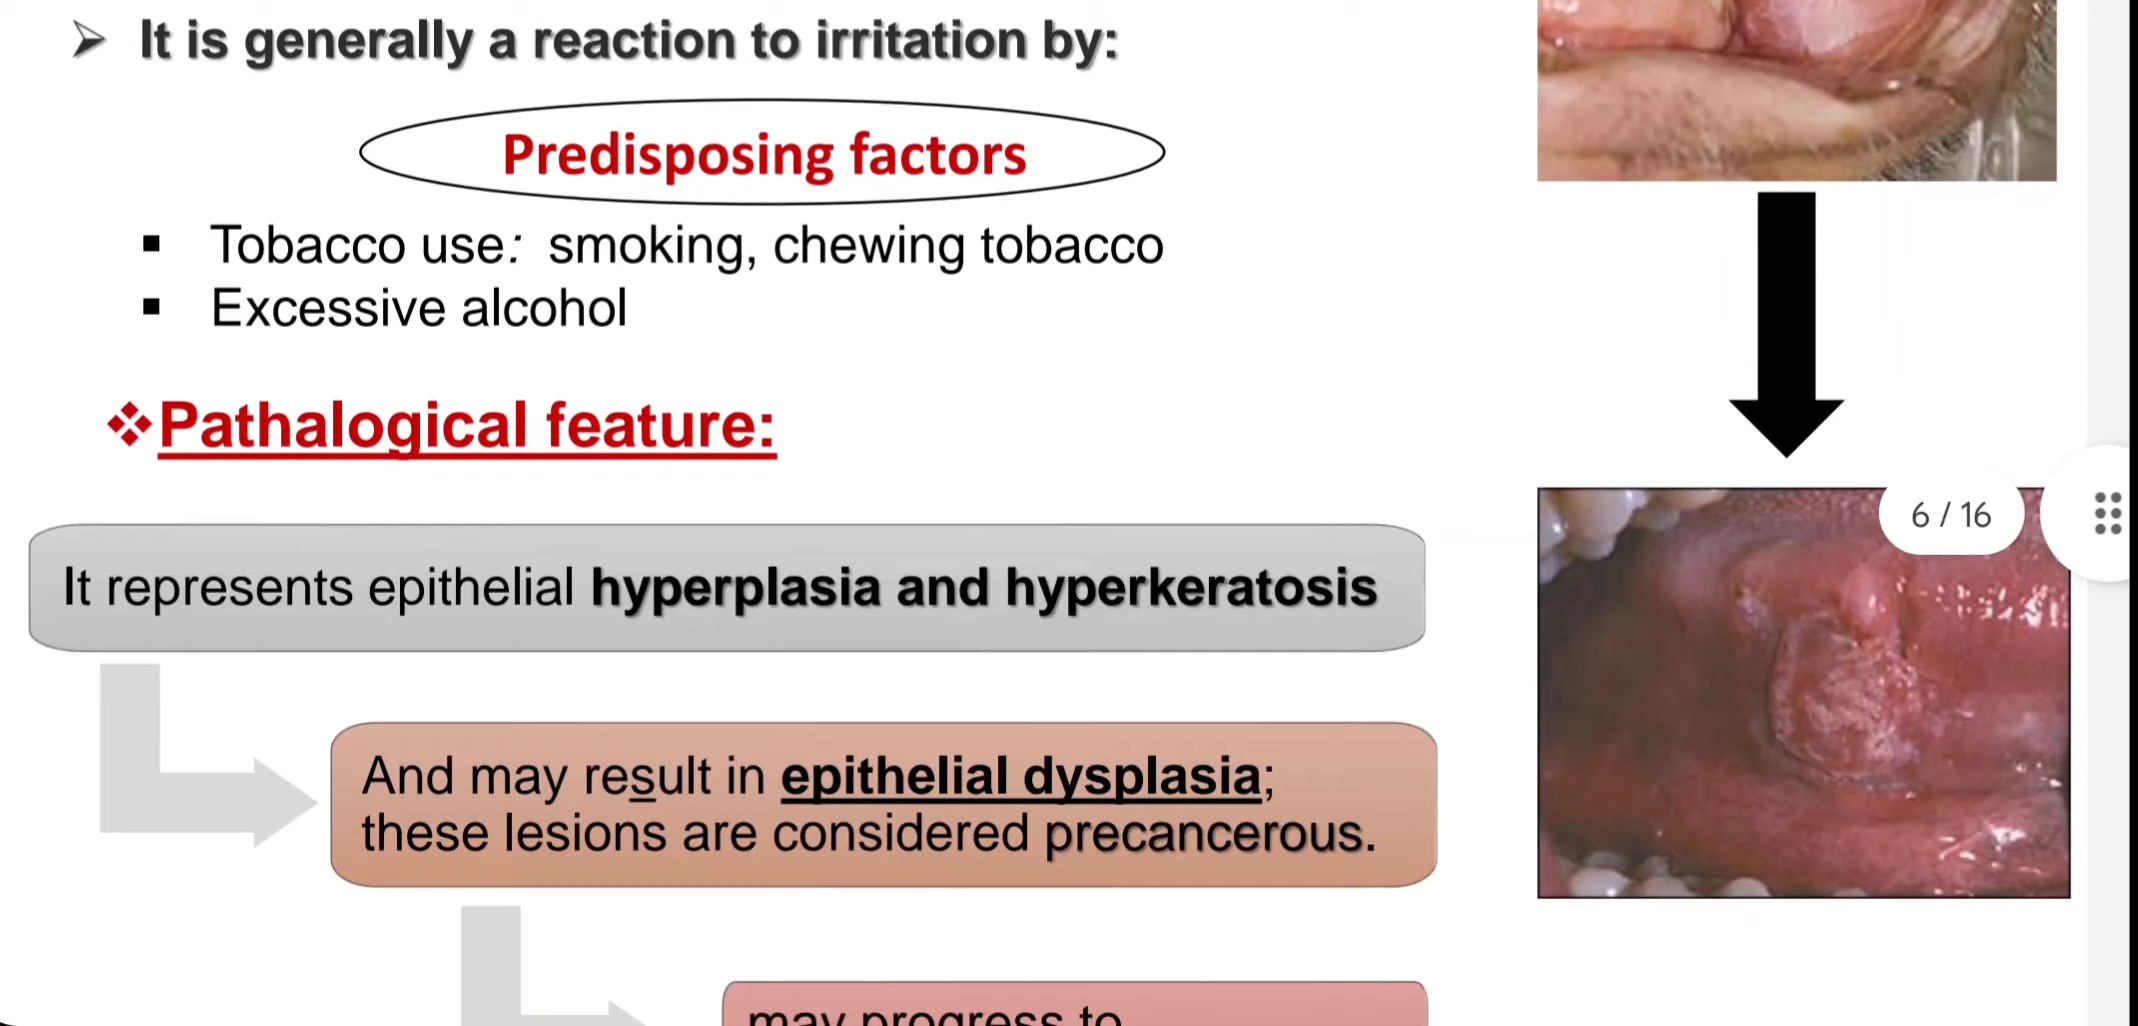 ➢ It is generally a reaction to irritation by:
Predisposing factors
▪ Tobacco use: smoking, chewing tobacco
▪ Excessive alcohol
❖Pathalogical feature:
6 / 16
It represents epithelial hyperplasia and hyperkeratosis
And may result in epithelial dysplasia;
these lesions are considered precancerous.
may progress to